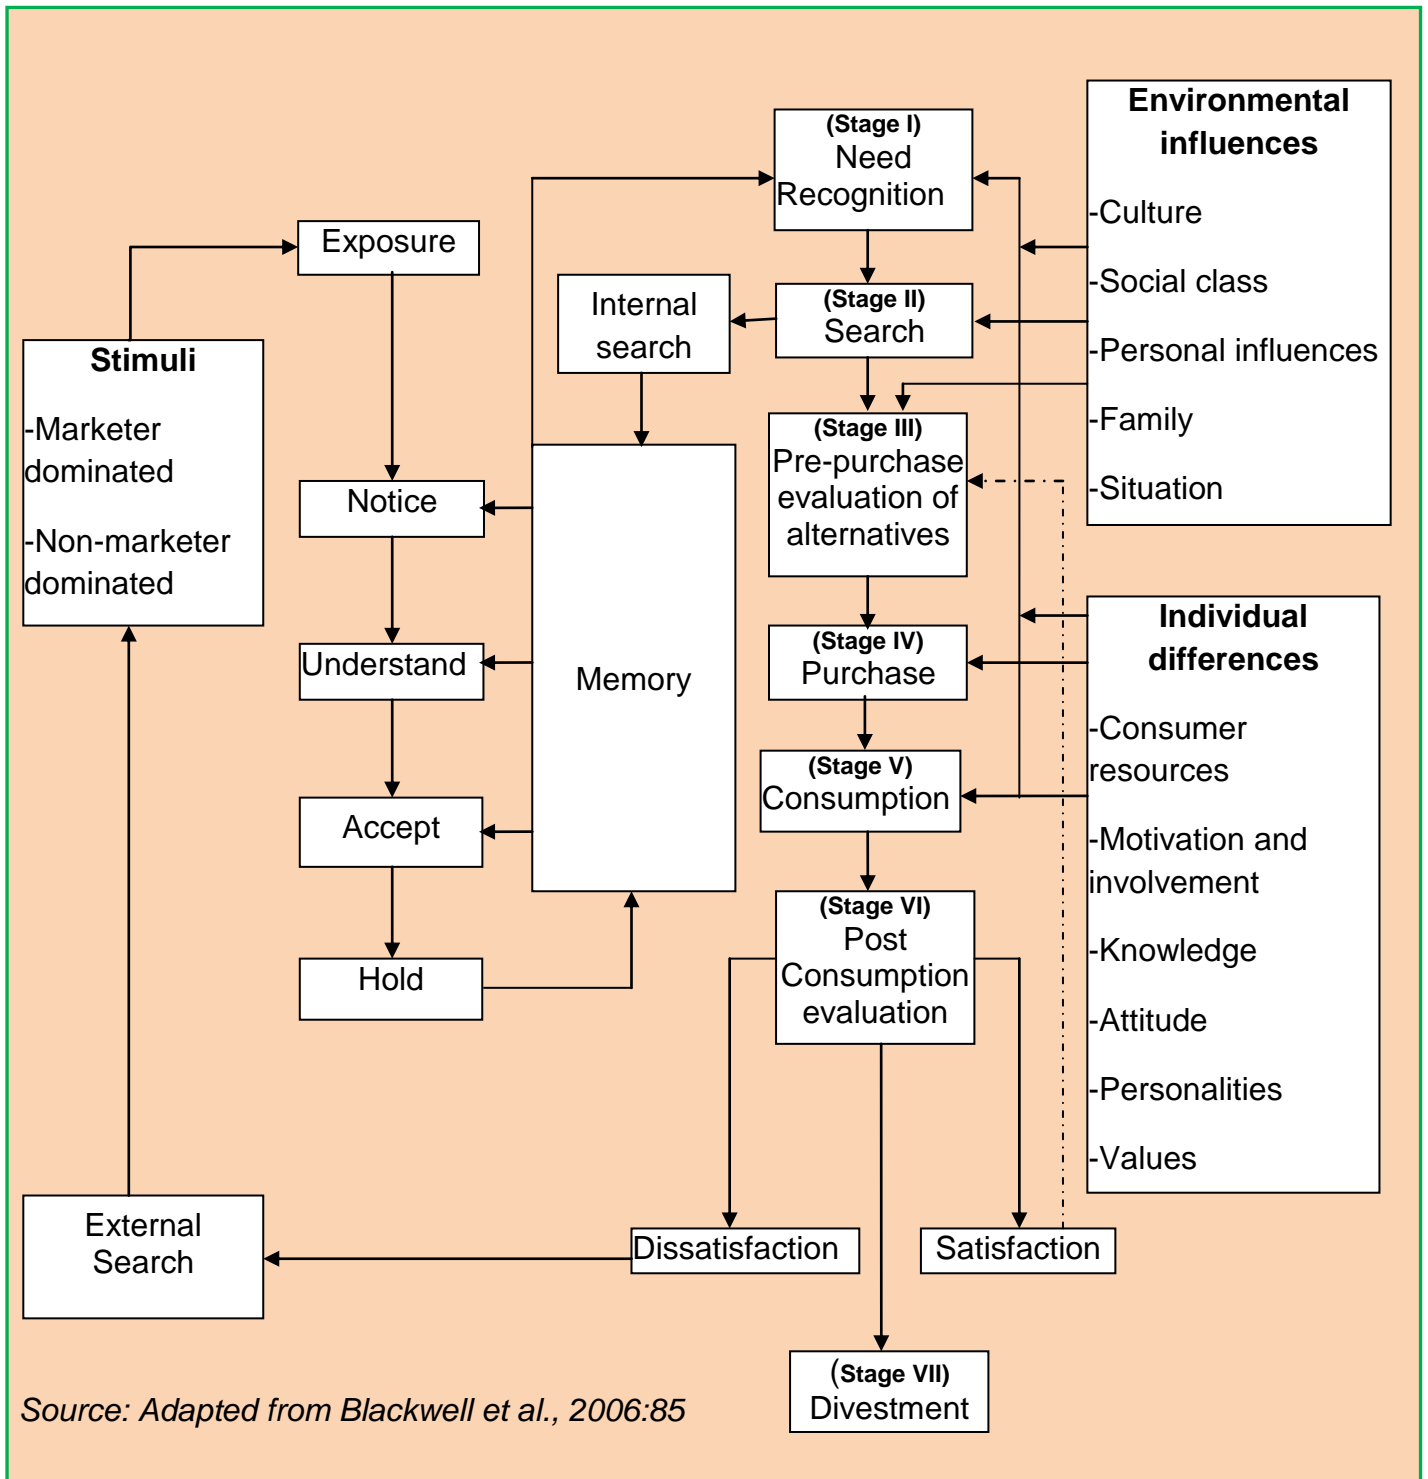 Stimuli
-Marketer
dominated
-Non-marketer
dominated
Exposure
Notice
Understand
Accept
Hold
Internal
search
Memory
External
Search
(Stage I)
Need
Recognition
(Stage II)
Search
(Stage III)
Pre-purchase
evaluation of
alternatives
(Stage IV)
Purchase
(Stage V)
Consumption
(Stage VI)
Post
Consumption
evaluation
Dissatisfaction
Satisfaction
(Stage VII)
Divestment
Environmental
influences
-Culture
-Social class
-Personal influences
-Family
-Situation
Individual
differences
-Consumer
resources
-Motivation and
involvement
-Knowledge
-Attitude
-Personalities
-Values
Source: Adapted from Blackwell et al., 2006:85